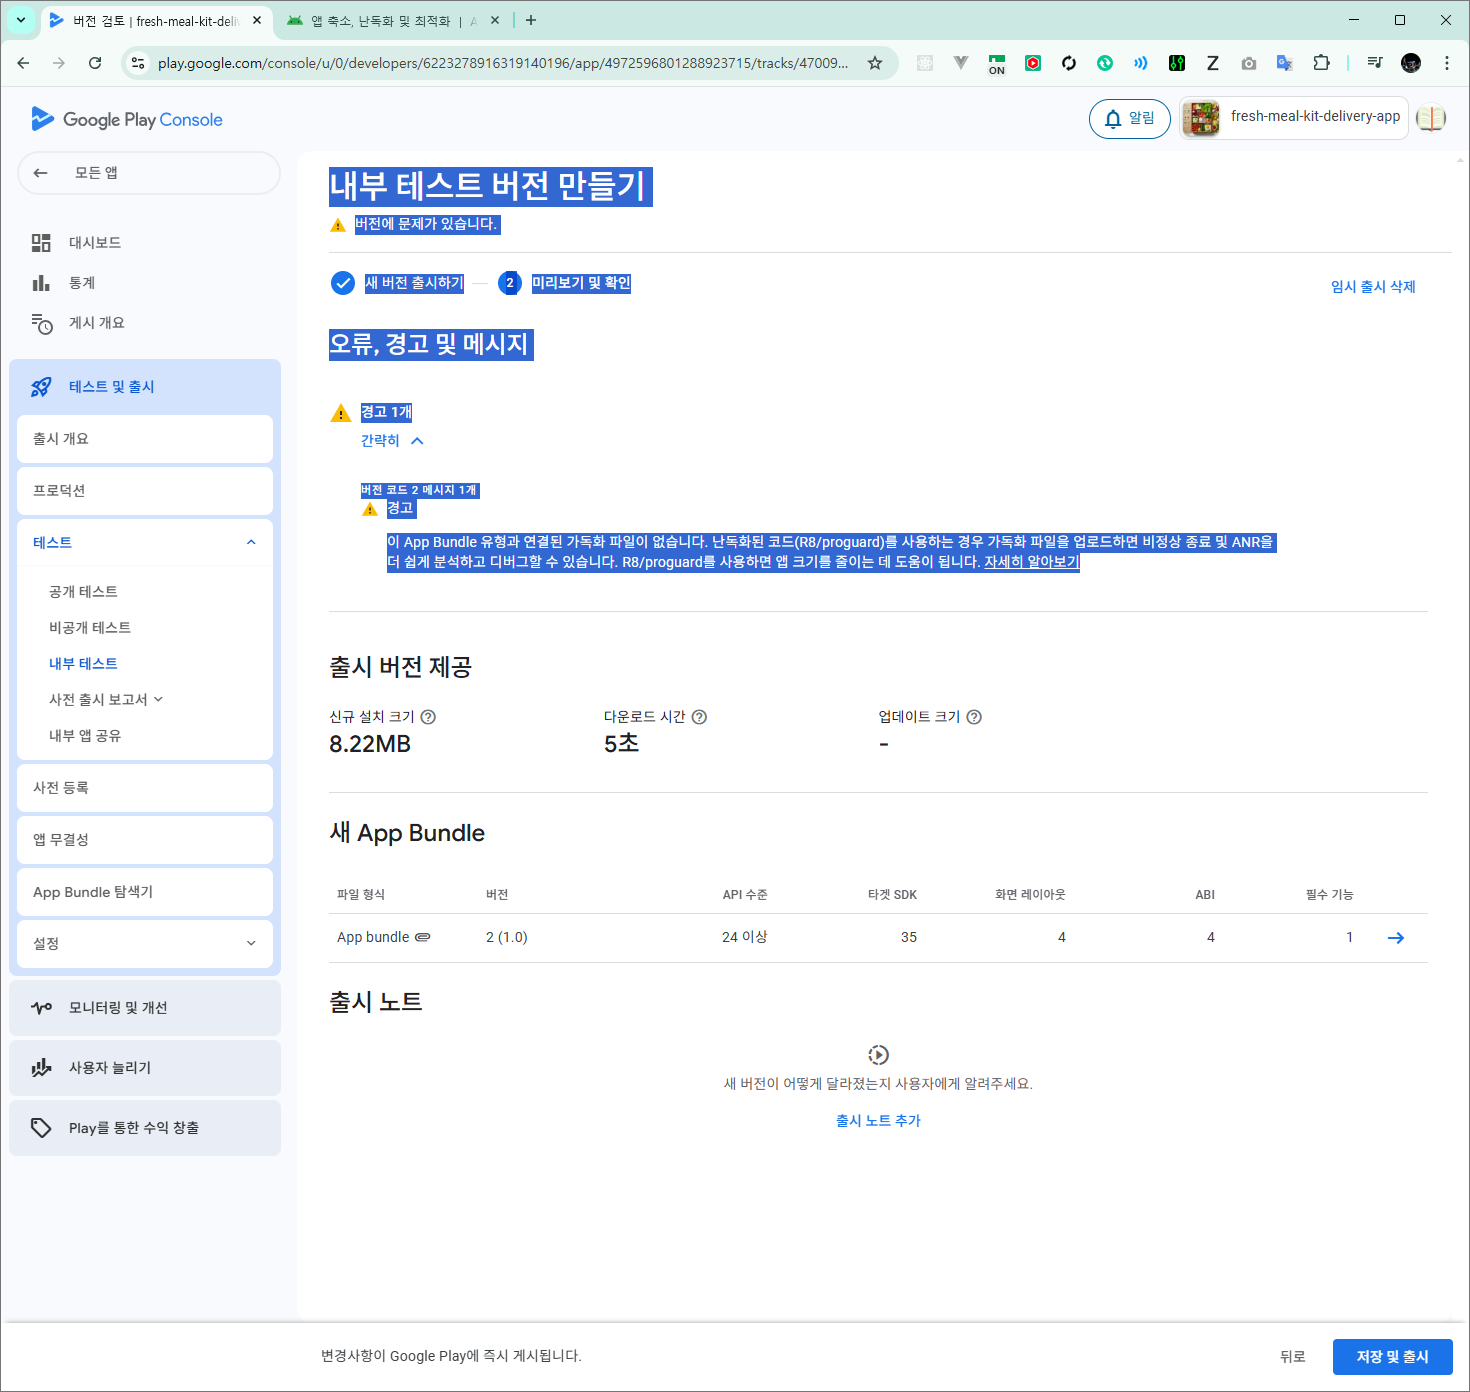 버전 검토 | fresh-meal-kit-deliv
앱 축소, 난독화 및 최적화 | A
play.google.com/console/u/0/developers/6223278916319140196/app/4972596801288923715/tracks/47009...
ON
Z
Google Play Console
알림
fresh-meal-kit-delivery-app
모든 앱
대시보드
통계
게시 개요
테스트 및 출시
출시 개요
프로덕션
테스트
공개 테스트
비공개 테스트
내부 테스트
사전 출시 보고서
내부 앱 공유
사전 등록
앱 무결성
App Bundle 탐색기
설정
모니터링 및 개선
사용자 늘리기
Play를 통한 수익 창출
내부 테스트 버전 만들기
버전에 문제가 있습니다.
새 버전 출시하기
2 미리보기 및 확인
임시 출시 삭제
오류, 경고 및 메시지
경고 1개
간략히
버전 코드 2 메시지 1개
경고
이 App Bundle 유형과 연결된 가독화 파일이 없습니다. 난독화된 코드(R8/proguard)를 사용하는 경우 가독화 파일을 업로드하면 비정상 종료 및 ANR을
더 쉽게 분석하고 디버그할 수 있습니다. R8/proguard를 사용하면 앱 크기를 줄이는 데 도움이 됩니다. 자세히 알아보기
출시 버전 제공
신규 설치 크기 다운로드 시간 업데이트 크기
8.22MB 5초 -
새 App Bundle
파일 형식 버전 API 수준 타겟 SDK 화면 레이아웃 ABI 필수 기능
App bundle 2 (1.0) 24 이상 35 4 4 1
출시 노트
새 버전이 어떻게 달라졌는지 사용자에게 알려주세요.
출시 노트 추가
변경사항이 Google Play에 즉시 게시됩니다.
뒤로
저장 및 출시